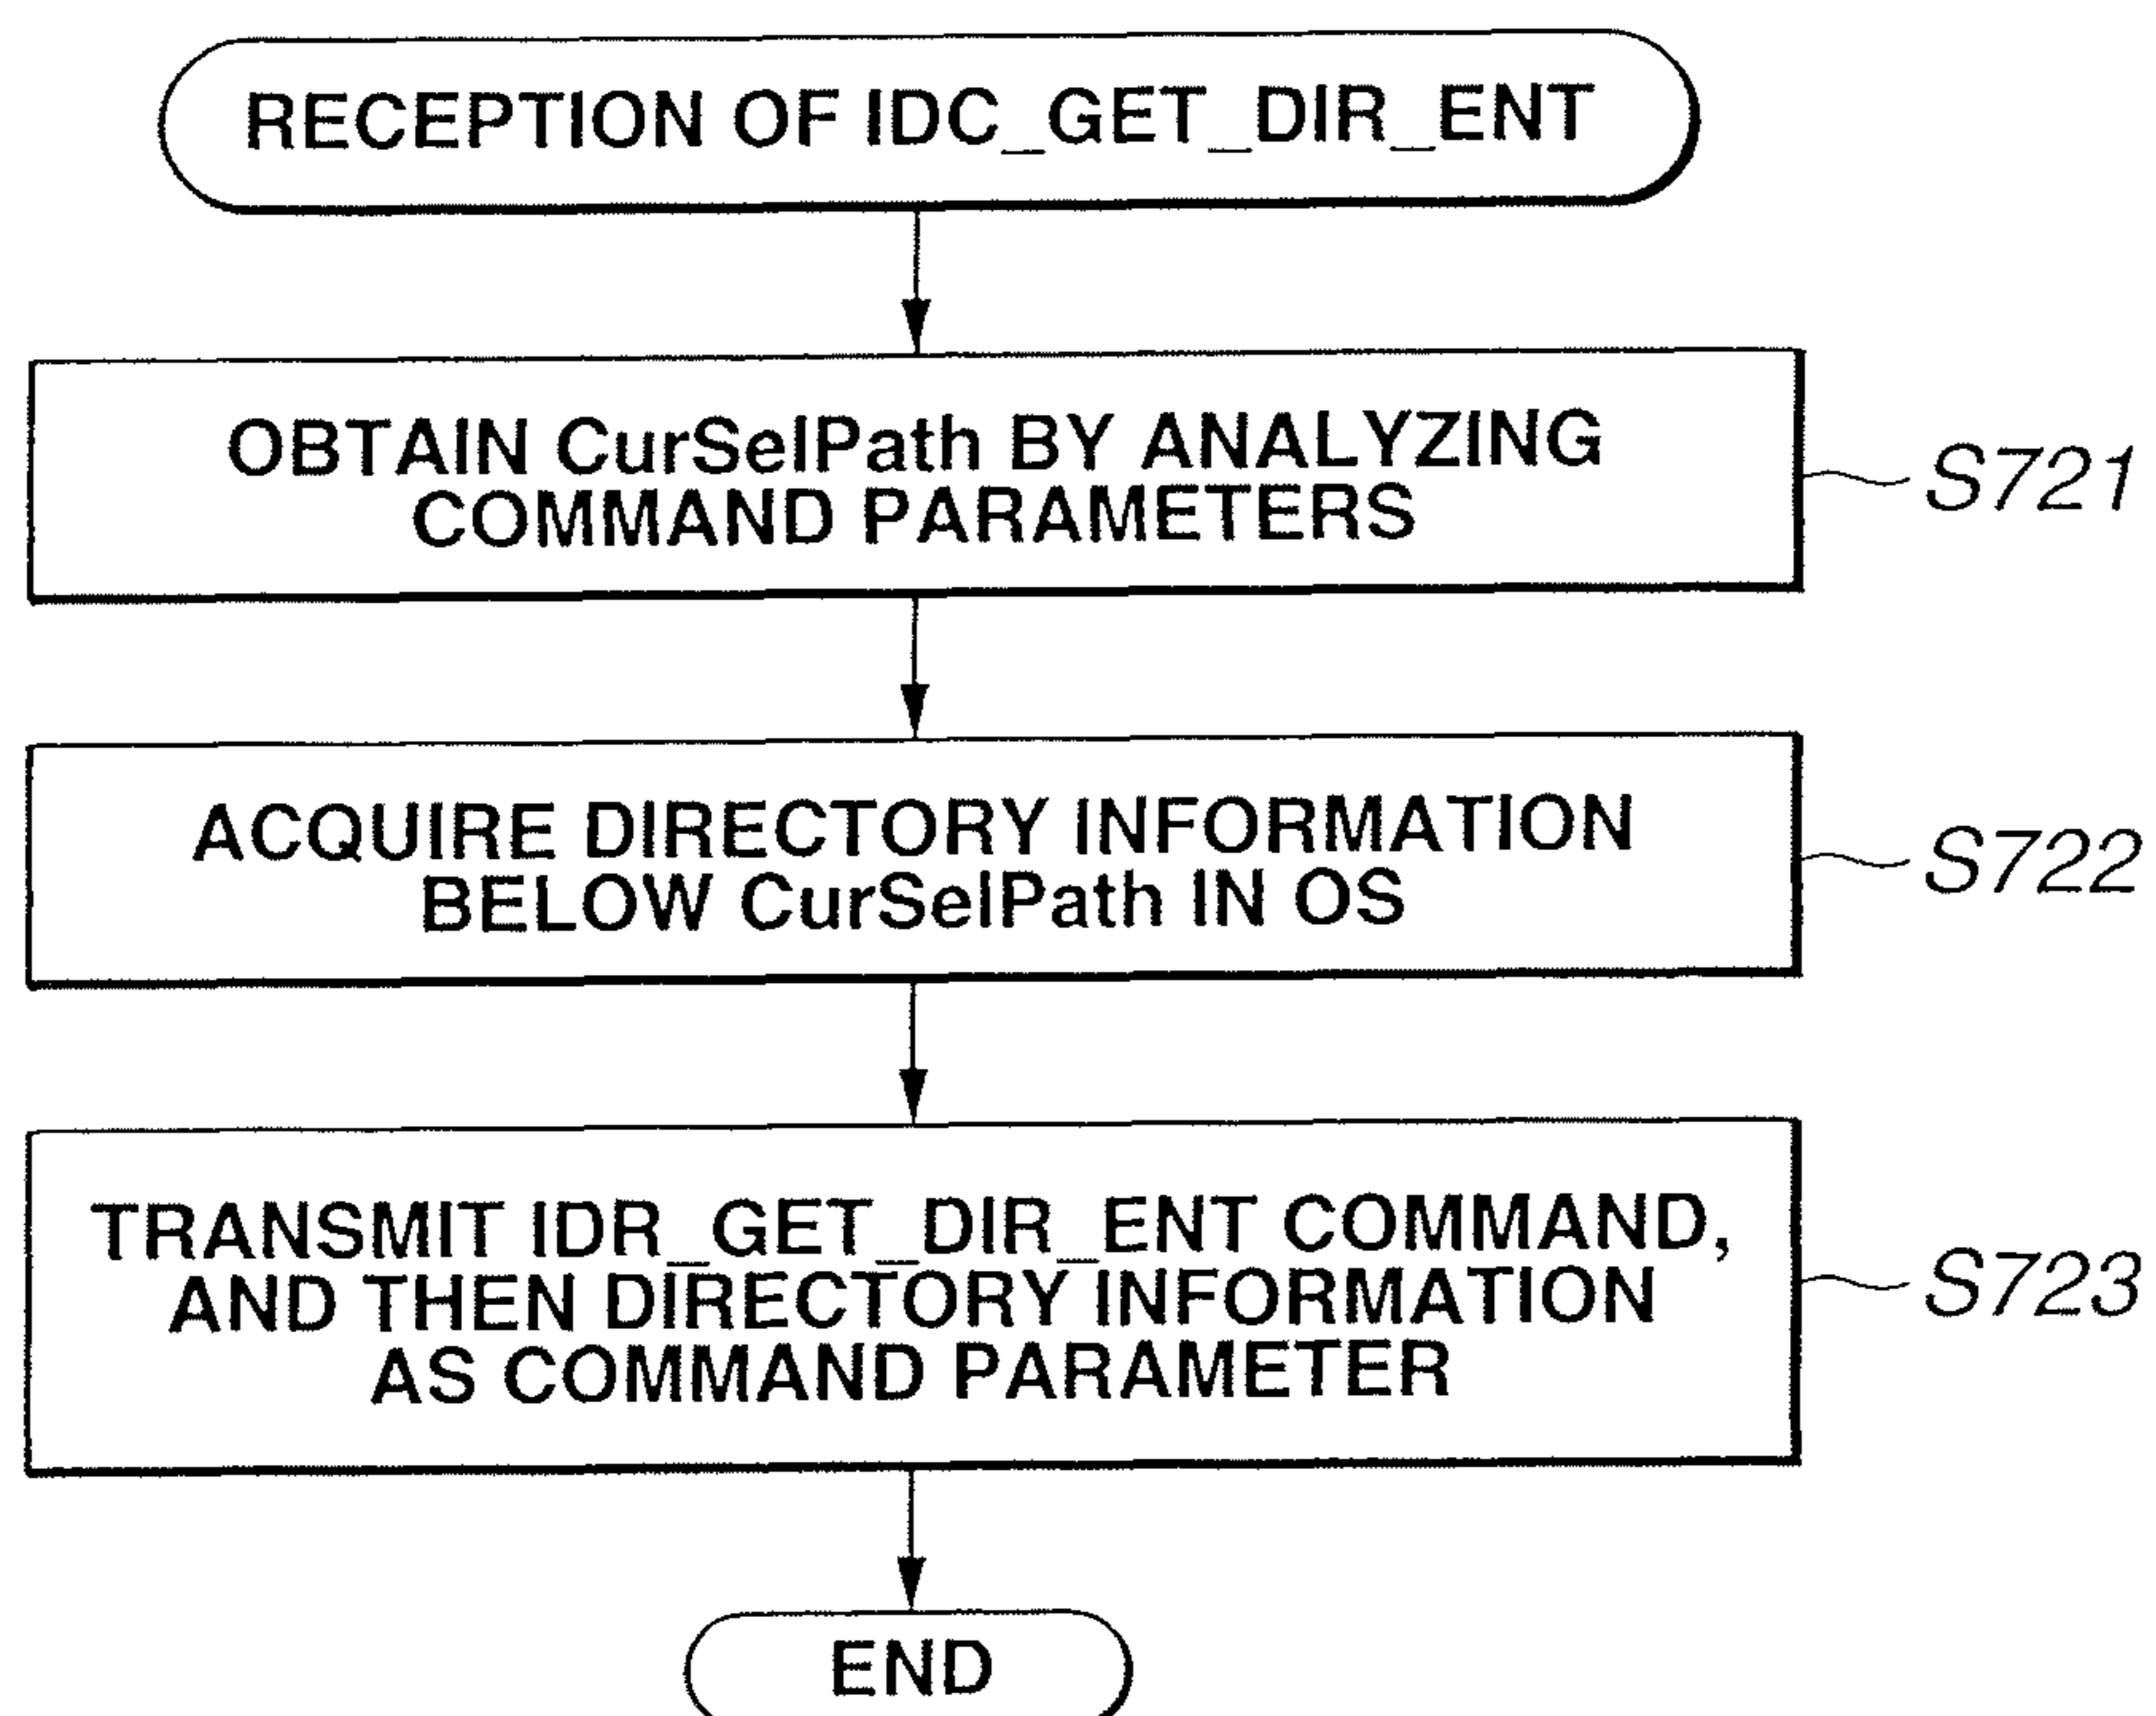 RECEPTION OF IDC_GET_DIR_ENT
OBTAIN CurSelPath BY ANALYZING
COMMAND PARAMETERS
S721
ACQUIRE DIRECTORY INFORMATION
BELOW CurSelPath IN OS
S722
TRANSMIT IDR_GET_DIR_ENT COMMAND,
AND THEN DIRECTORY INFORMATION
AS COMMAND PARAMETER
S723
END